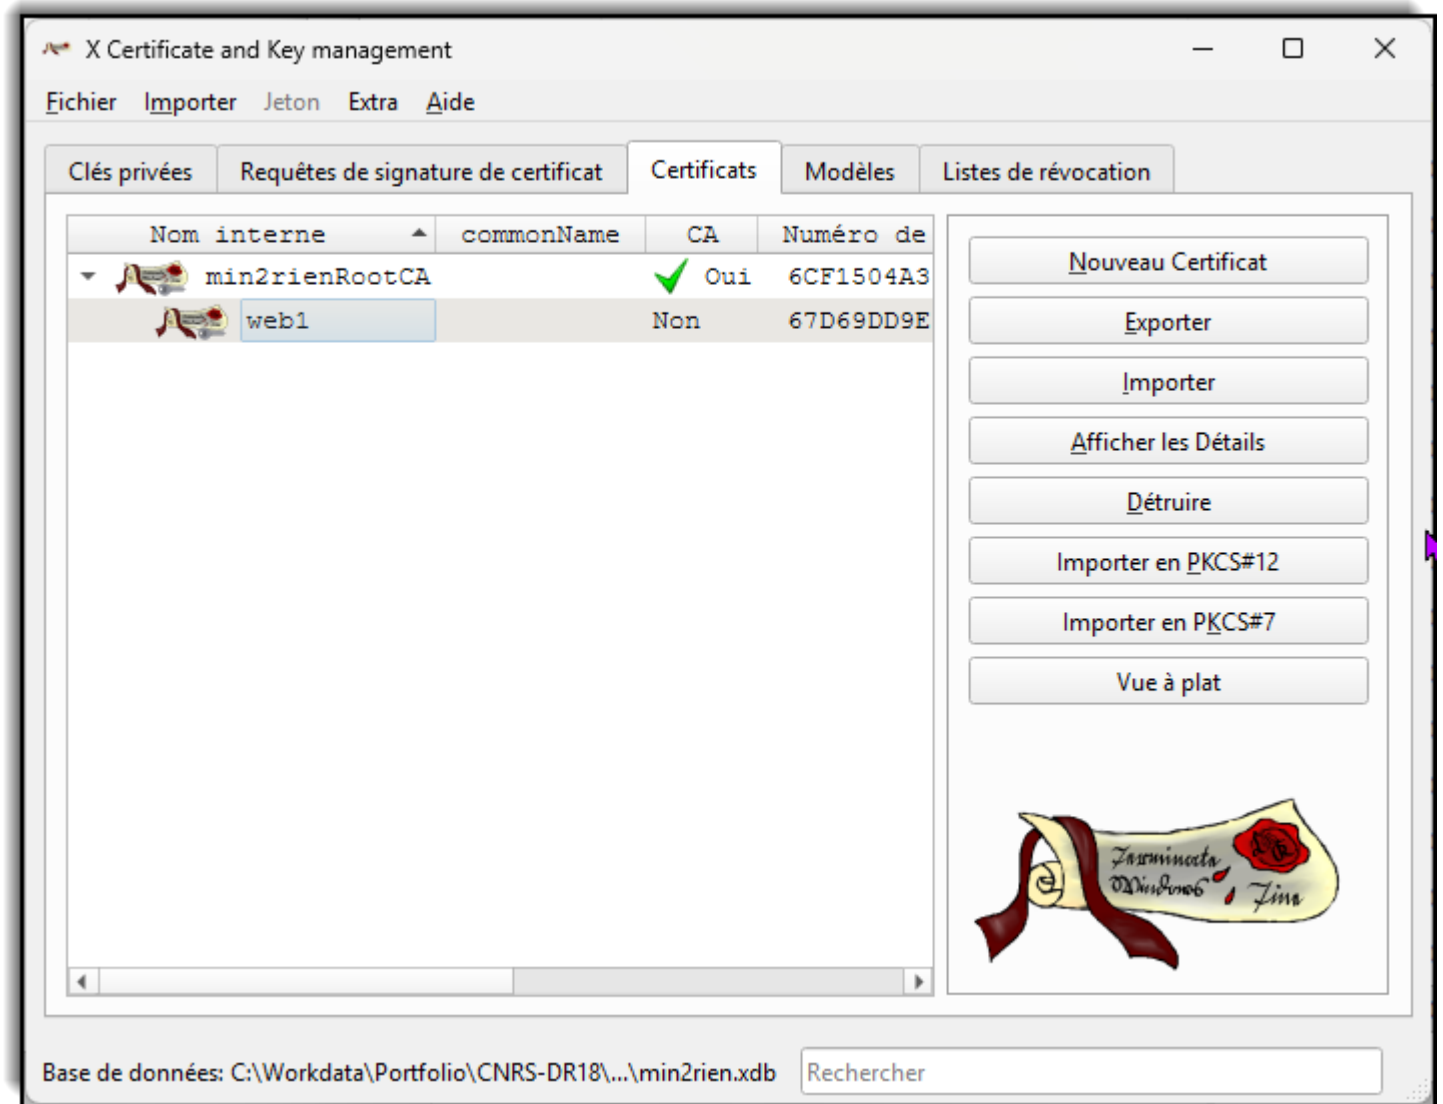 X Certificate and Key management
Fichier Importer Jeton Extra Aide
Clés privées Requêtes de signature de certificat Certificats Modèles Listes de révocation
Nom interne commonName CA Numéro de
min2rienRootCA Oui 6CF1504A3
web1 Non 67D69DD9E
Nouveau Certificat
Exporter
Importer
Afficher les Détails
Détruire
Importer en PKCS#12
Importer en PKCS#7
Vue à plat
Windows
Base de données: C:\Workdata\Portfolio\CNRS-DR18\...\min2rien.xdb Rechercher